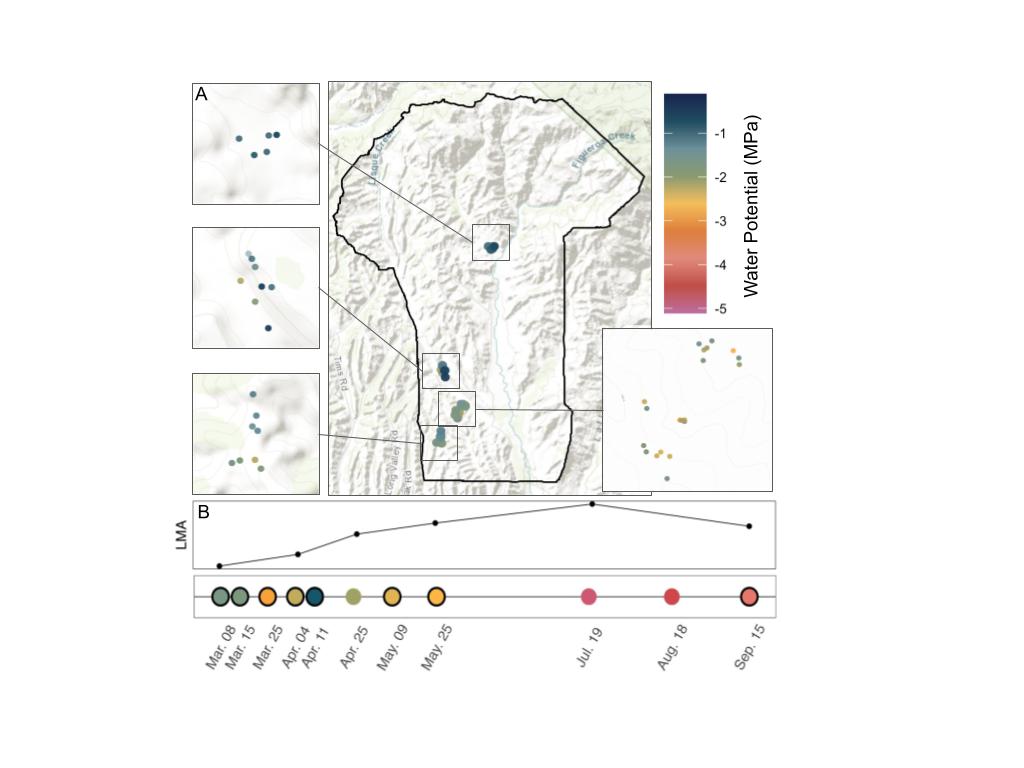 A
Lisque Creek
Figueroa Creek
-1
-2
-3
-4
-5
Water Potential (MPa)
Tims Rd
Long Valley Rd
Rd
B
LMA
Mar. 08
Mar. 15
Mar. 25
Apr. 04
Apr. 11
Apr. 25
May. 09
May. 25
Jul. 19
Aug. 18
Sep. 15